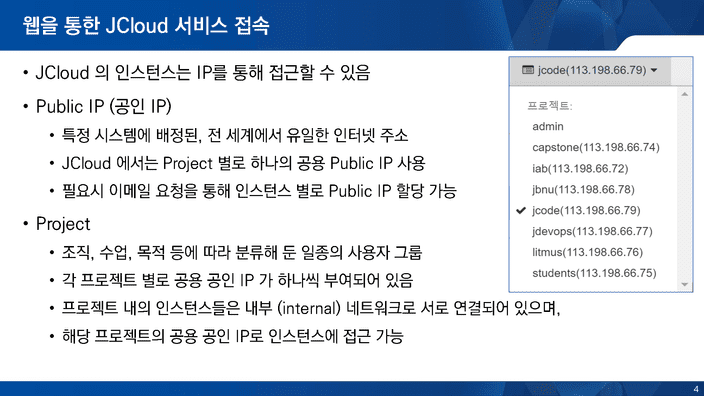 웹을 통한 JCloud 서비스 접속
• JCloud 의 인스턴스는 IP를 통해 접근할 수 있음
• Public IP (공인 IP)
• 특정 시스템에 배정된, 전 세계에서 유일한 인터넷 주소
• JCloud 에서는 Project 별로 하나의 공용 Public IP 사용
• 필요시 이메일 요청을 통해 인스턴스 별로 Public IP 할당 가능
• Project
• 조직, 수업, 목적 등에 따라 분류해 둔 일종의 사용자 그룹
• 각 프로젝트 별로 공용 공인 IP 가 하나씩 부여되어 있음
• 프로젝트 내의 인스턴스들은 내부 (internal) 네트워크로 서로 연결되어 있으며,
• 해당 프로젝트의 공용 공인 IP로 인스턴스에 접근 가능
jcode(113.198.66.79)
프로젝트:
admin
capstone(113.198.66.74)
iab(113.198.66.72)
jbnu(113.198.66.78)
jcode(113.198.66.79)
jdevops(113.198.66.77)
litmus(113.198.66.76)
students(113.198.66.75)
4